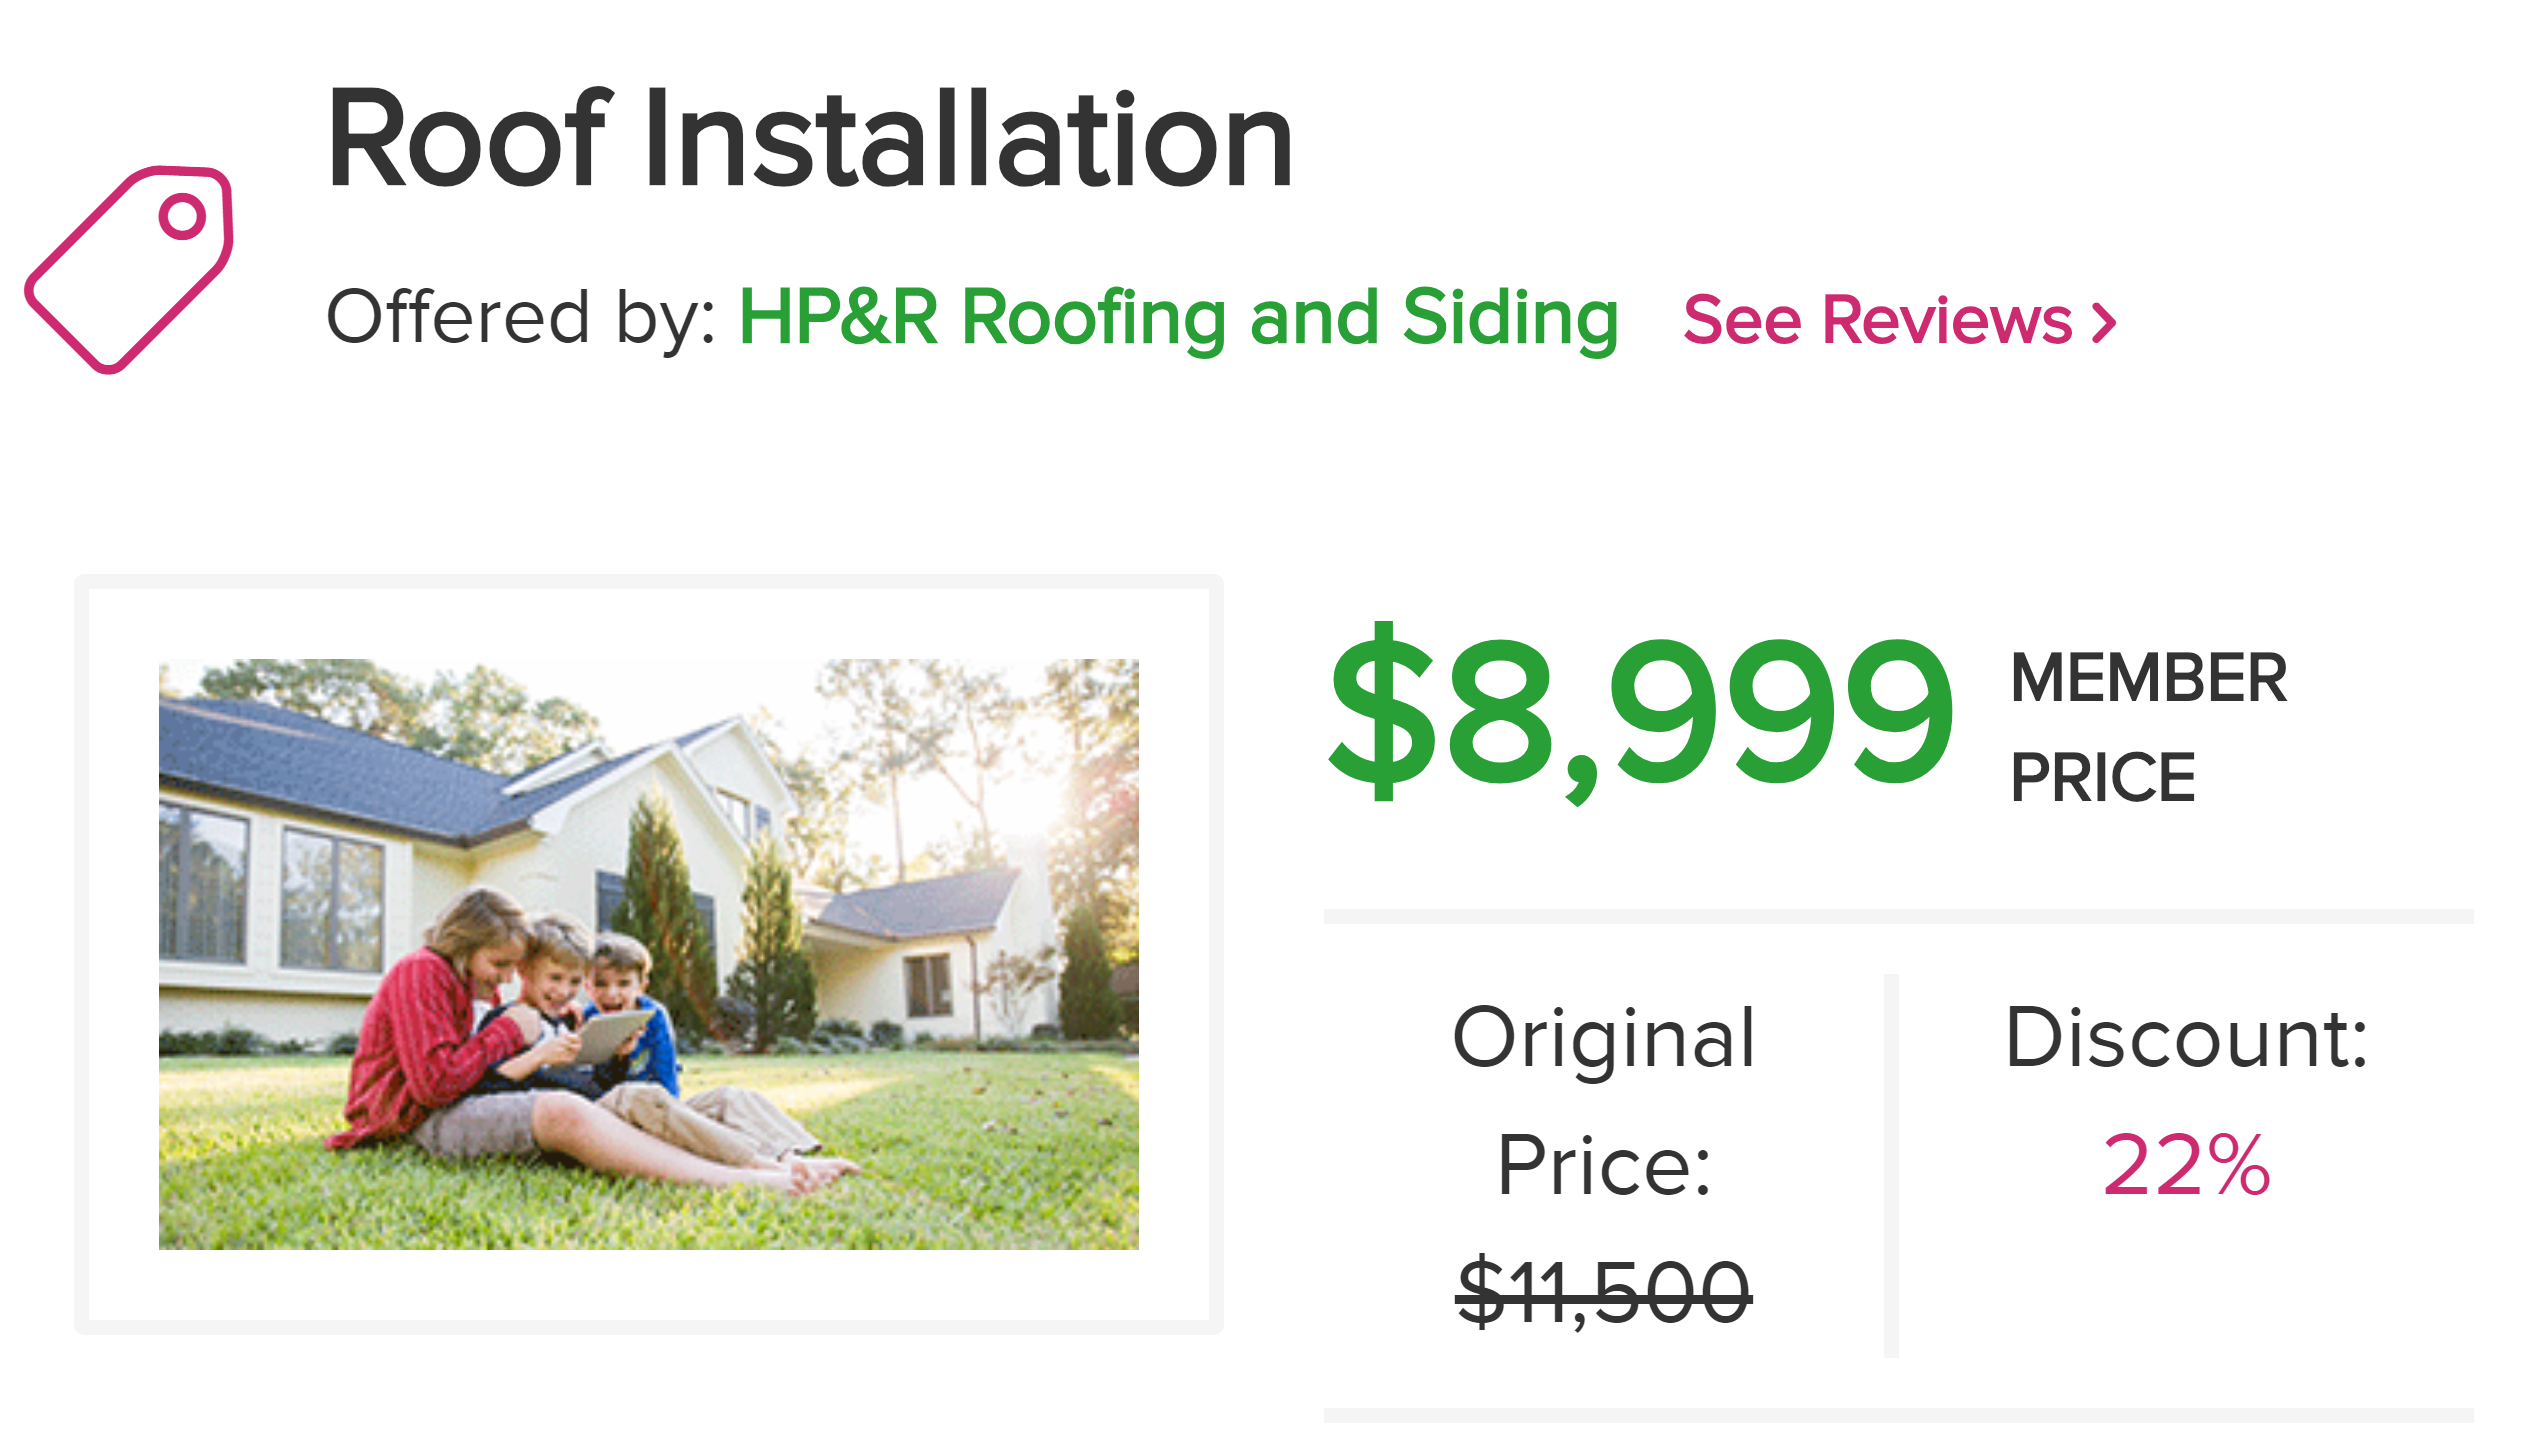 Roof Installation
Offered by: HP&R Roofing and Siding See Reviews >
$8,999
MEMBER
PRICE
Original
Price:
$11,500
Discount:
22%